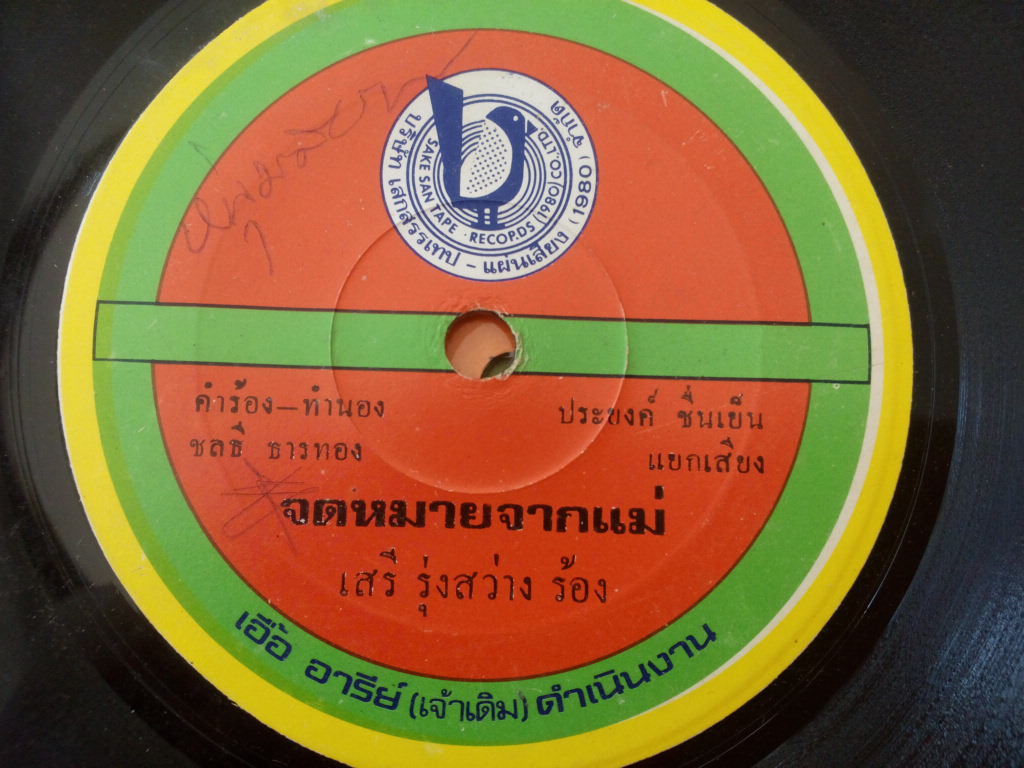 บริษัท เสกสรรเทป - แผ่นเสียง (1980) จำกัด
SAKE SAN TAPE · RECORDS (1980) CO., LTD.
คำร้อง—ทำนอง
ชลธี ธารทอง
ประยงค์ ชื่นเย็น
แยกเสียง
จดหมายจากแม่
เสรี รุ่งสว่าง ร้อง
เอื้อ อารีย์ (เจ้าเดิม) ดำเนินงาน